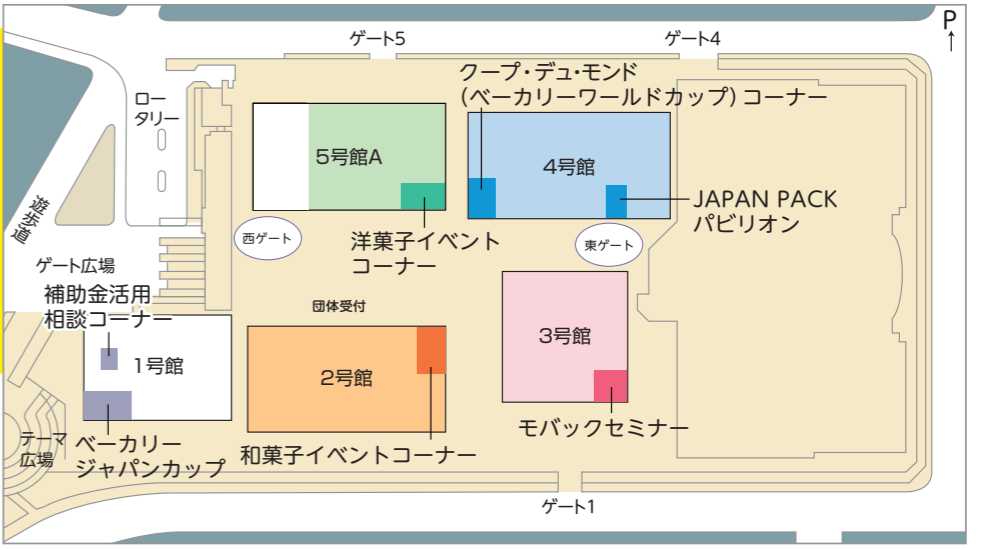 P
ゲート5
ゲート4
クープ・デュ・モンド
(ベーカリーワールドカップ)コーナー
ロー
タリー
5号館A
4号館
JAPAN PACK
パビリオン
遊歩道
西ゲート
洋菓子イベント
コーナー
東ゲート
ゲート広場
補助金活用
相談コーナー
団体受付
1号館
2号館
3号館
モバックセミナー
テーマ
広場
ベーカリー
ジャパンカップ
和菓子イベントコーナー
ゲート1